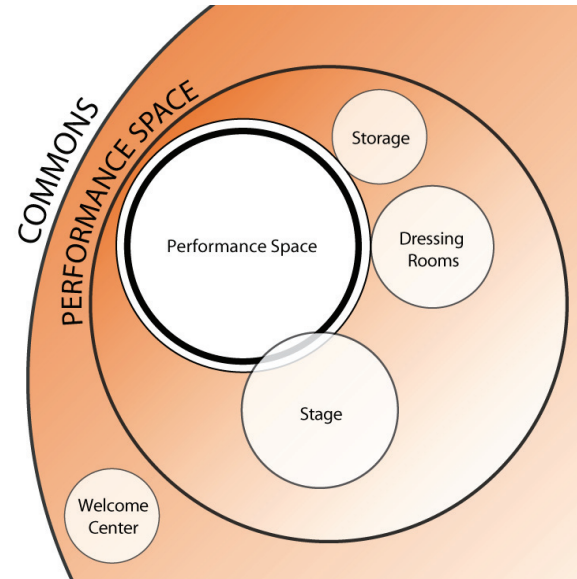 COMMONS
PERFORMANCE SPACE
Storage
Performance Space
Dressing
Rooms
Stage
Welcome
Center